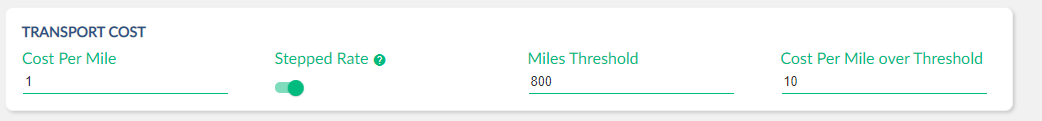 TRANSPORT COST
Cost Per Mile
1
Stepped Rate ?
Miles Threshold
800
Cost Per Mile over Threshold
10